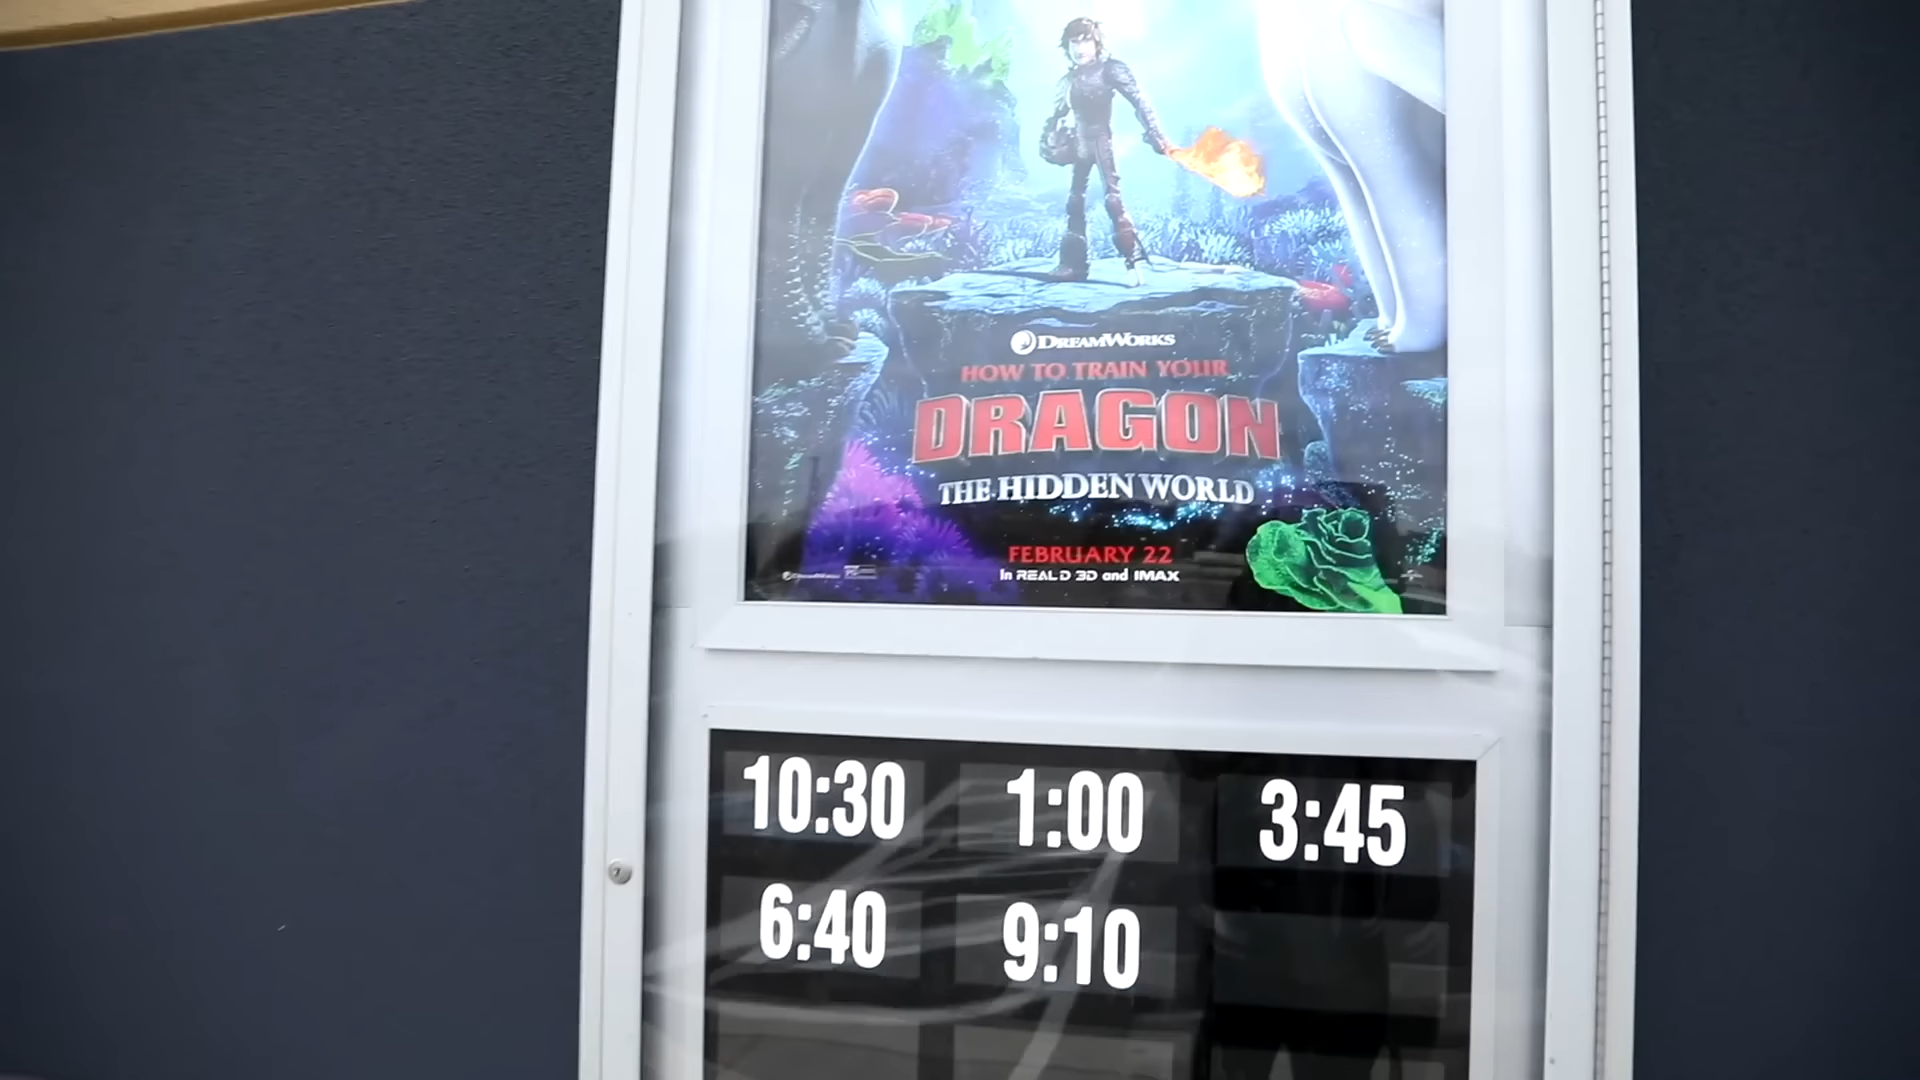 DREAMWORKS
HOW TO TRAIN YOUR
DRAGON
THE HIDDEN WORLD
FEBRUARY 22
In REAL D 3D and IMAX
10:30 1:00 3:45
6:40 9:10